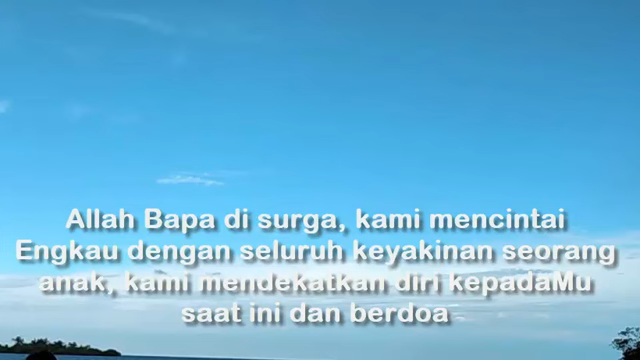 Allah Bapa di surga, kami mencintai
Engkau dengan seluruh keyakinan seorang
anak, kami mendekatkan diri kepadaMu
saat ini dan berdoa